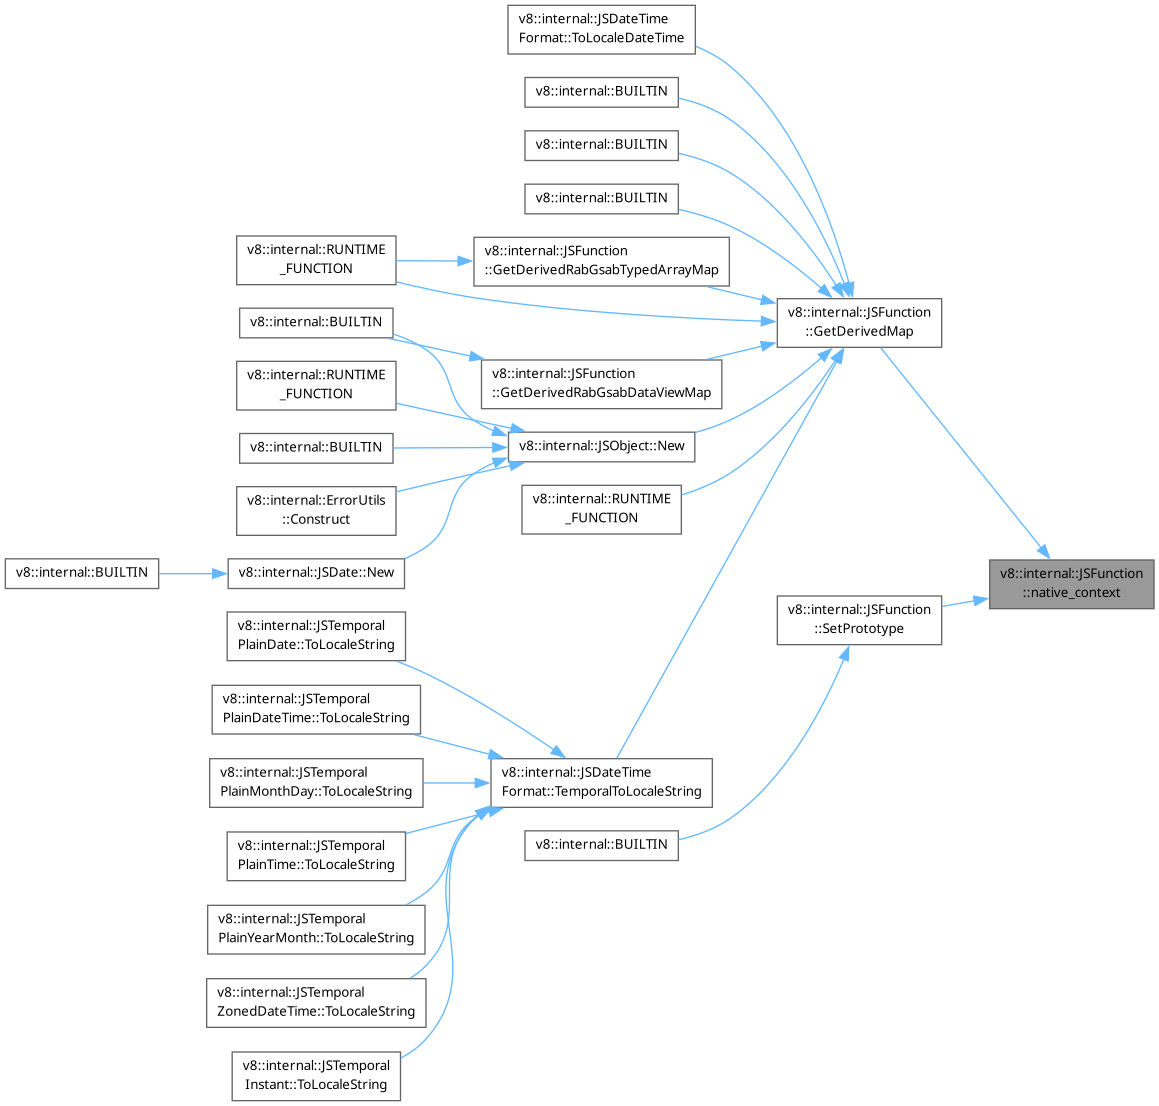 v8::internal::JSDateTime
Format::ToLocaleDateTime
v8::internal::BUILTIN
v8::internal::BUILTIN
v8::internal::BUILTIN
v8::internal::RUNTIME
_FUNCTION
v8::internal::JSFunction
::GetDerivedRabGsabTypedArrayMap
v8::internal::JSFunction
::GetDerivedMap
v8::internal::BUILTIN
v8::internal::RUNTIME
_FUNCTION
v8::internal::JSFunction
::GetDerivedRabGsabDataViewMap
v8::internal::BUILTIN
v8::internal::JSObject::New
v8::internal::ErrorUtils
::Construct
v8::internal::RUNTIME
_FUNCTION
v8::internal::BUILTIN
v8::internal::JSDate::New
v8::internal::JSFunction
::native_context
v8::internal::JSFunction
::SetPrototype
v8::internal::JSTemporal
PlainDate::ToLocaleString
v8::internal::JSTemporal
PlainDateTime::ToLocaleString
v8::internal::JSTemporal
PlainMonthDay::ToLocaleString
v8::internal::JSDateTime
Format::TemporalToLocaleString
v8::internal::JSTemporal
PlainTime::ToLocaleString
v8::internal::BUILTIN
v8::internal::JSTemporal
PlainYearMonth::ToLocaleString
v8::internal::JSTemporal
ZonedDateTime::ToLocaleString
v8::internal::JSTemporal
Instant::ToLocaleString